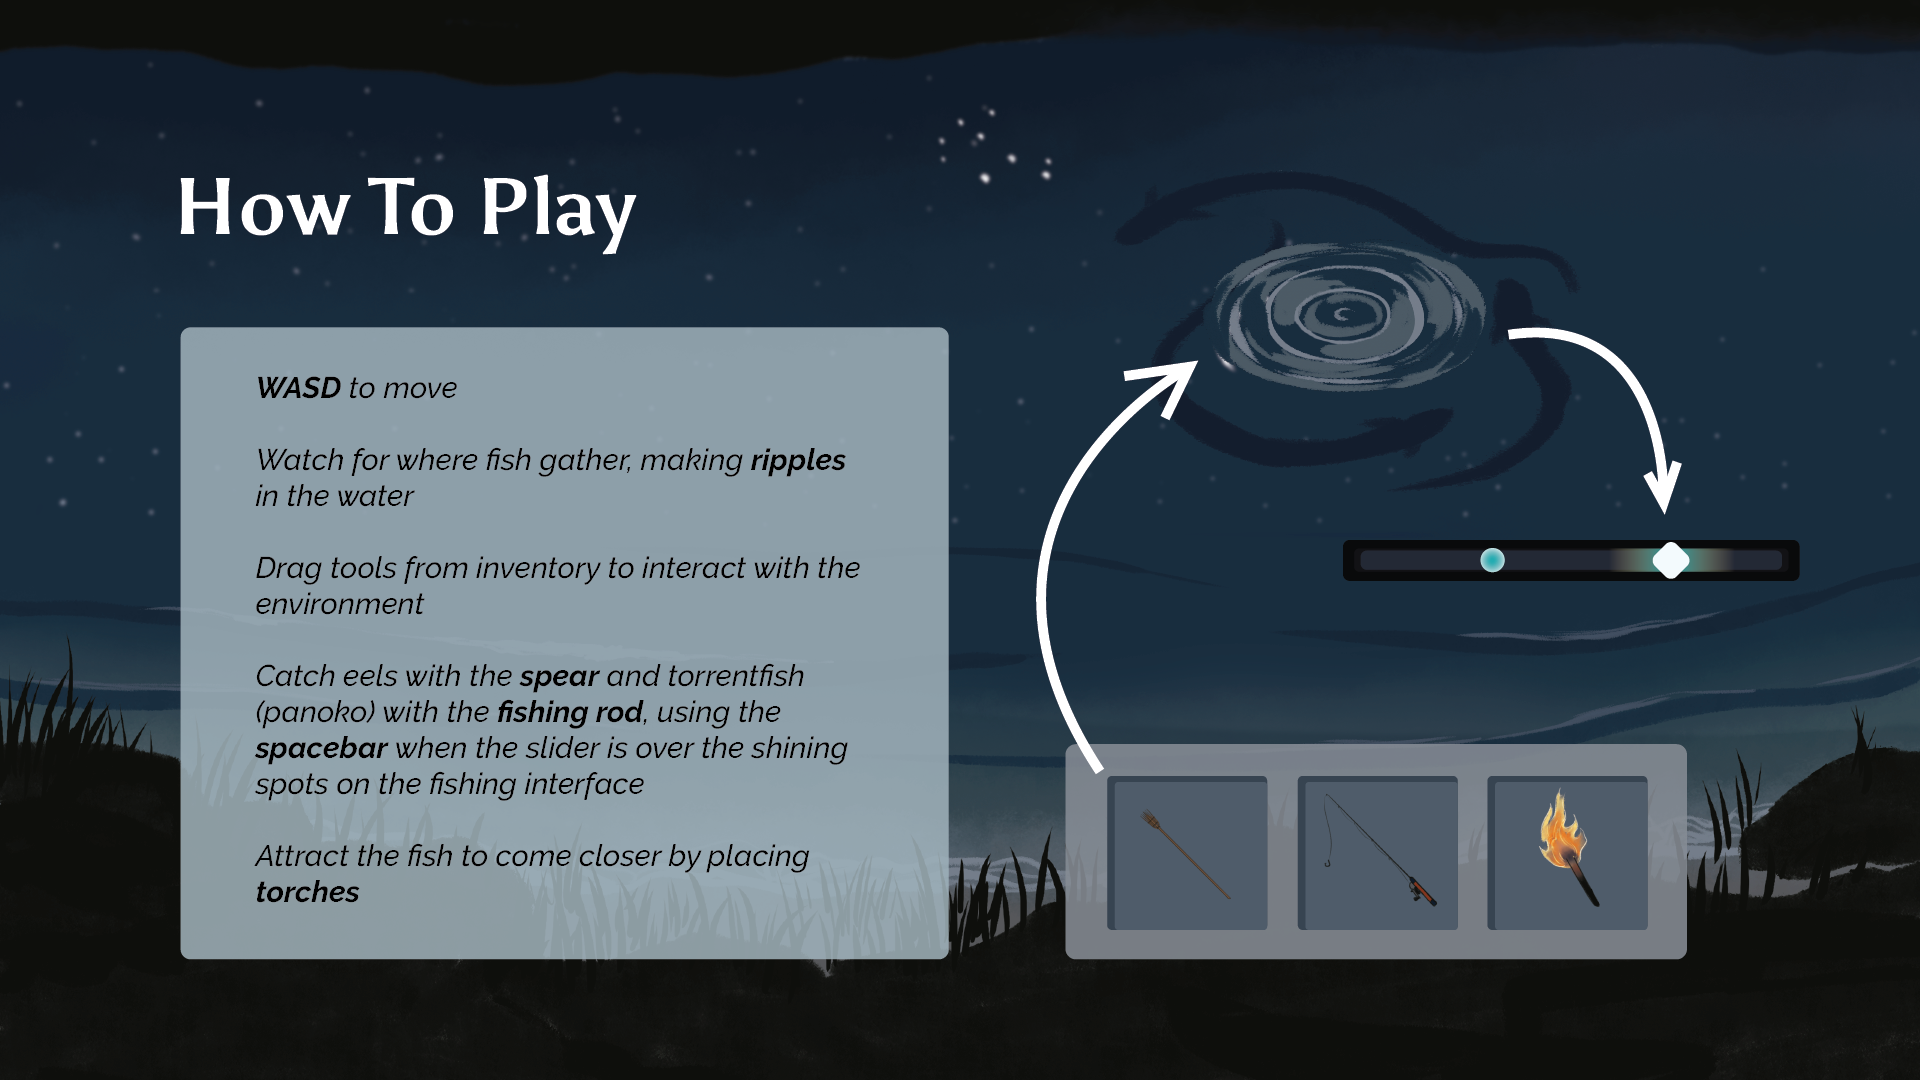 How To Play
WASD to move
Watch for where fish gather, making ripples
in the water
Drag tools from inventory to interact with the
environment
Catch eels with the spear and torrentfish
(panoko) with the fishing rod, using the
spacebar when the slider is over the shining
spots on the fishing interface
Attract the fish to come closer by placing
torches